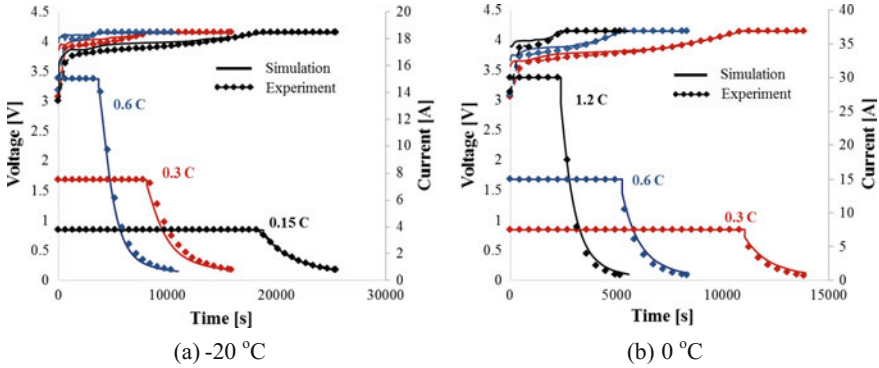 4.5
4
3.5
3
2.5
2
1.5
1
0.5
0
Voltage [V]
20
18
16
14
12
10
8
6
4
2
0
Current [A]
0
10000
20000
30000
Time [s]
Simulation
Experiment
0.6 C
0.3 C
0.15 C
(a) -20 °C
4.5
4
3.5
3
2.5
2
1.5
1
0.5
0
Voltage [V]
40
35
30
25
20
15
10
5
0
Current [A]
0
5000
10000
15000
Time [s]
Simulation
Experiment
1.2 C
0.6 C
0.3 C
(b) 0 °C